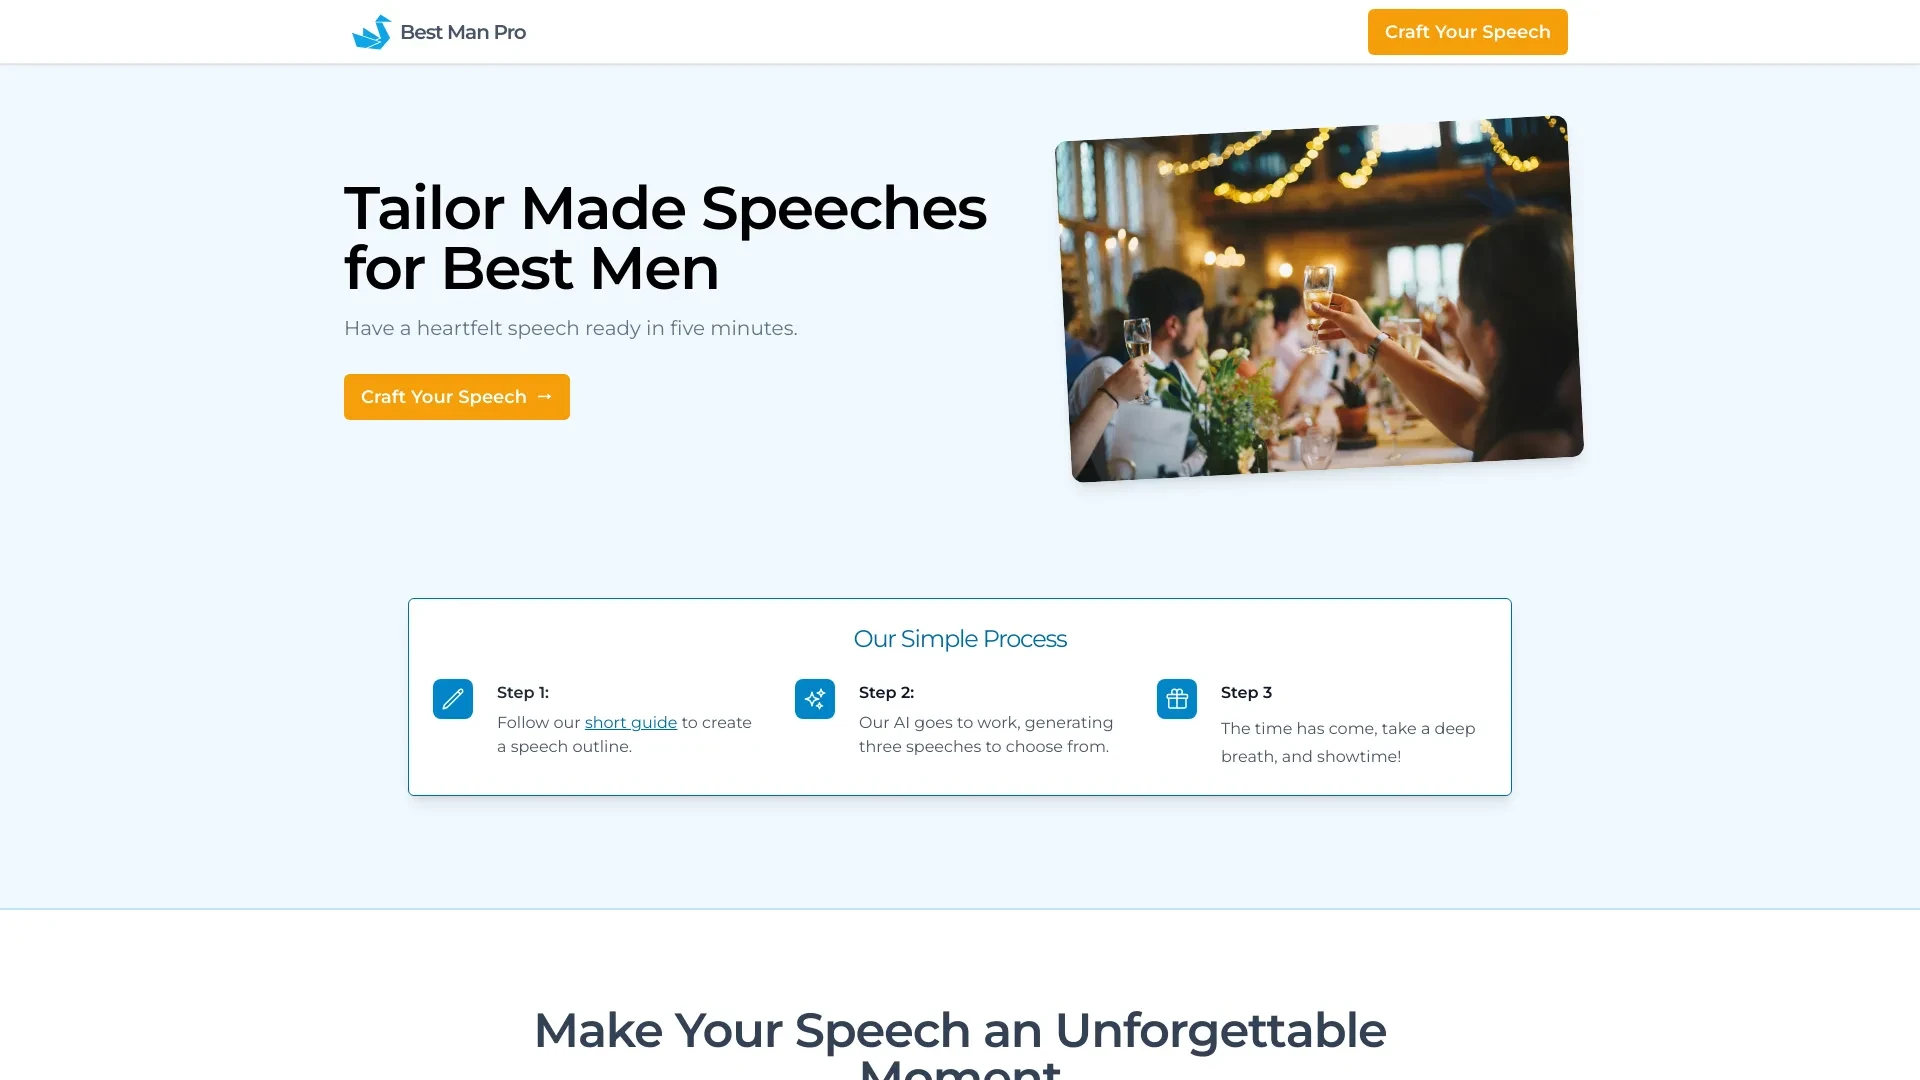 Best Man Pro
Craft Your Speech
Tailor Made Speeches
for Best Men
Have a heartfelt speech ready in five minutes.
Craft Your Speech →
Our Simple Process
Step 1:
Follow our short guide to create
a speech outline.
Step 2:
Our AI goes to work, generating
three speeches to choose from.
Step 3
The time has come, take a deep
breath, and showtime!
Make Your Speech an Unforgettable
Moment